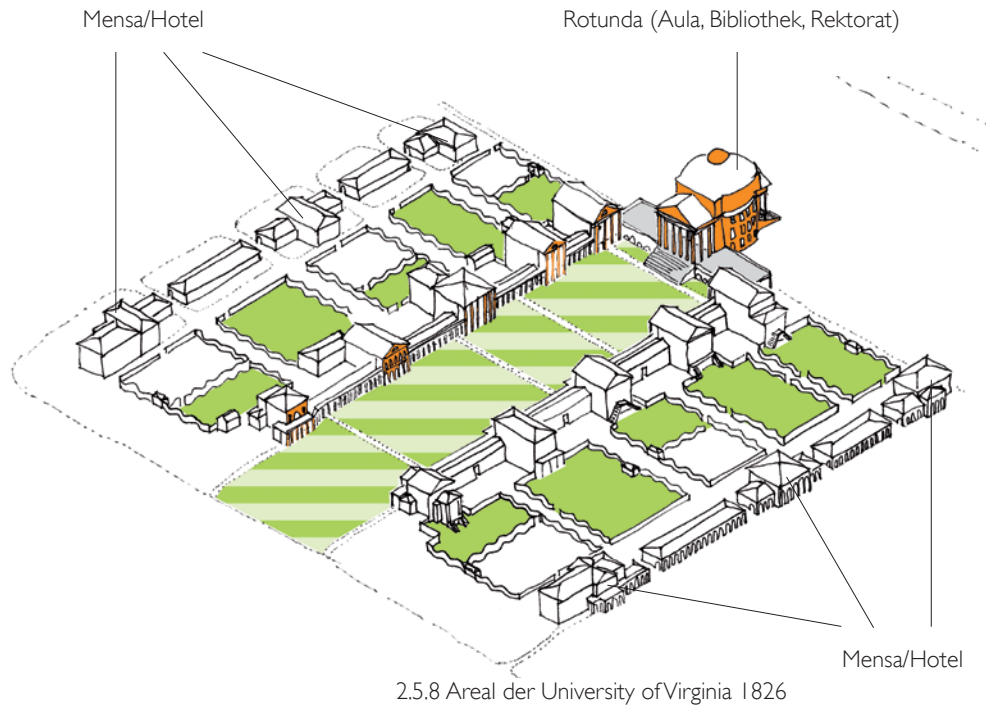 Mensa/Hotel
Rotunda (Aula, Bibliothek, Rektorat)
Mensa/Hotel
2.5.8 Areal der University of Virginia 1826